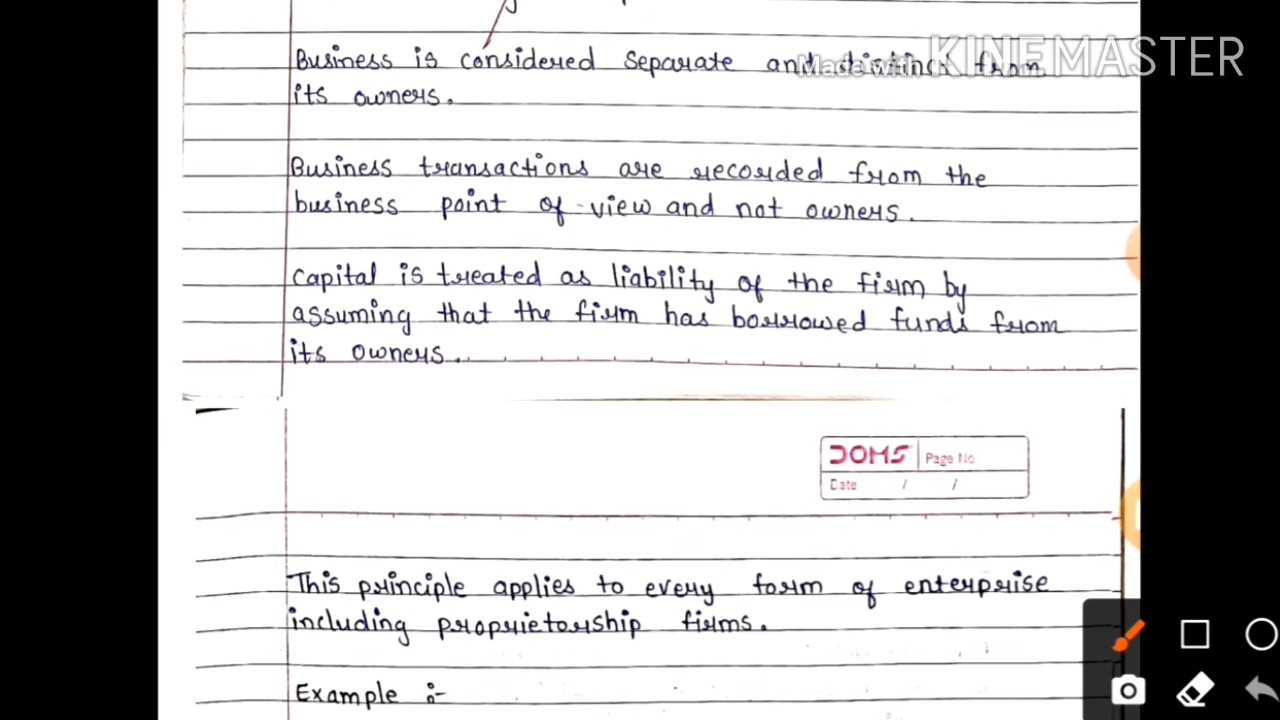 Business is considered separate and distinct from
its owners.
Business transactions are recorded from the
business point of view and not owners.
Capital is treated as liability of the firm by
assuming that the firm has borrowed funds from
its owners.
This principle applies to every form of enterprise
including proprietorship firms.
Example :-
Made with KINEMASTER
DOMS
Page No
Date / /